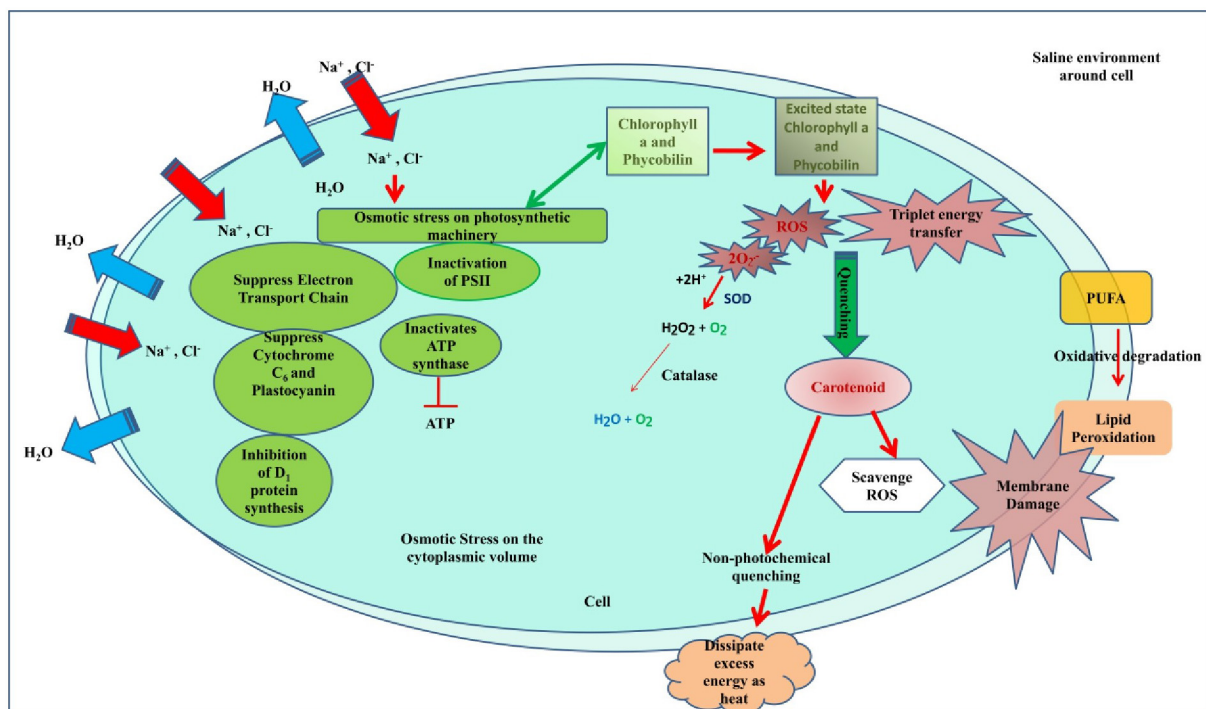 Saline environment
around cell
Na⁺ , Cl⁻
H₂O
Na⁺ , Cl⁻
H₂O
Chlorophyll
a and
Phycobilin
Excited state
Chlorophyll a
and
Phycobilin
Osmotic stress on photosynthetic
machinery
Na⁺ , Cl⁻
H₂O
Suppress Electron
Transport Chain
Inactivation
of PSII
ROS
Triplet energy
transfer
2O₂·⁻
+2H⁺
SOD
H₂O₂ + O₂
Catalase
H₂O + O₂
Quenching
PUFA
Oxidative degradation
Lipid
Peroxidation
Na⁺ , Cl⁻
Suppress
Cytochrome
C₆ and
Plastocyanin
Inactivates
ATP
synthase
ATP
Carotenoid
H₂O
Inhibition
of D₁
protein
synthesis
Scavenge
ROS
Membrane
Damage
Osmotic Stress on the
cytoplasmic volume
Non-photochemical
quenching
Cell
Dissipate
excess
energy as
heat